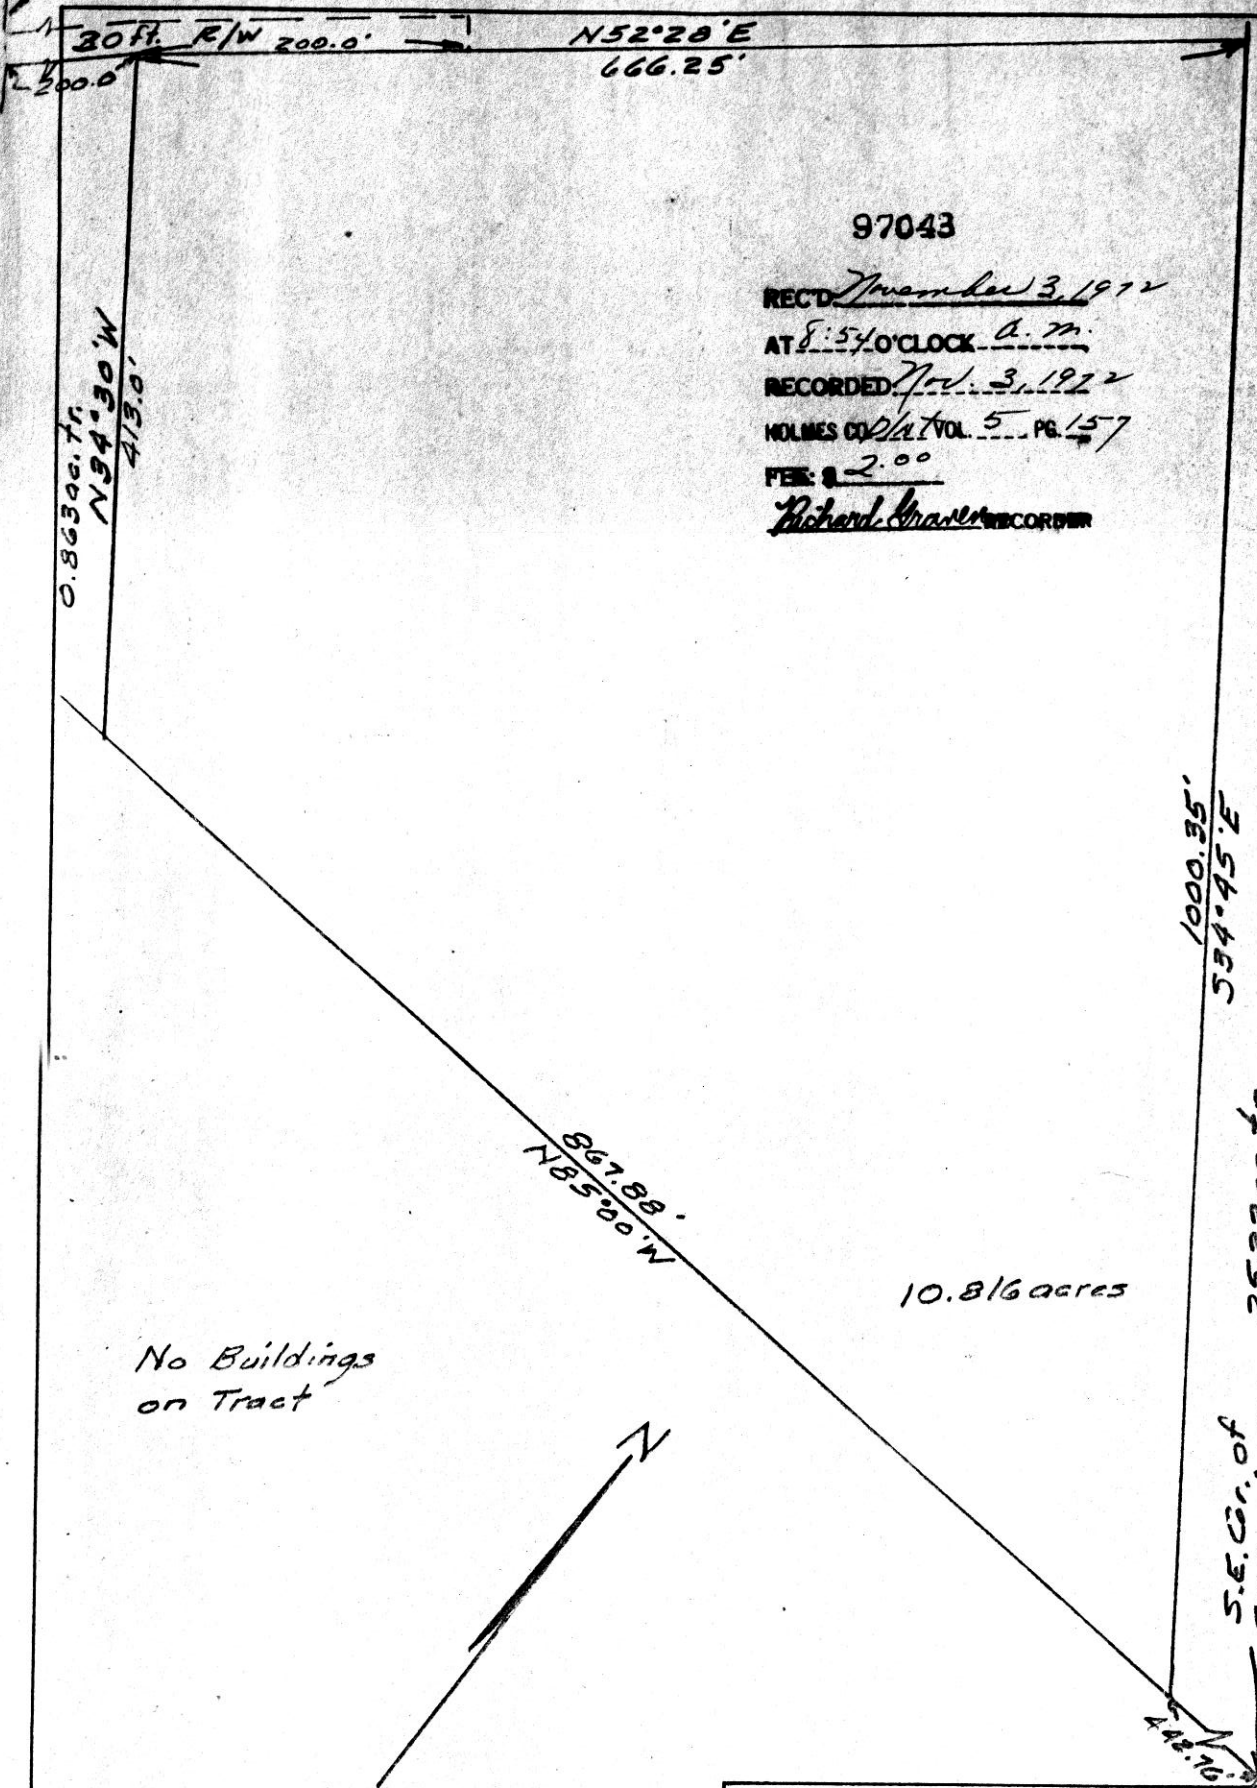 20 ft. R/W 200.0'
N52°28'E
666.25'
200.0'
97043
REC'D. November 3, 1972
AT 8:54 O'CLOCK a.m.
RECORDED Nov. 3, 1972
HOLMES CO. Plat VOL. 5 PG. 157
FEE: $ 2.00
Richard Graven RECORDER
0.863 ac. tr.
N34°30'W
413.0'
1000.35'
S34°45'E
867.88'
N85°00'W
10.816 acres
No Buildings
on Tract
N
S.E. Cor. of